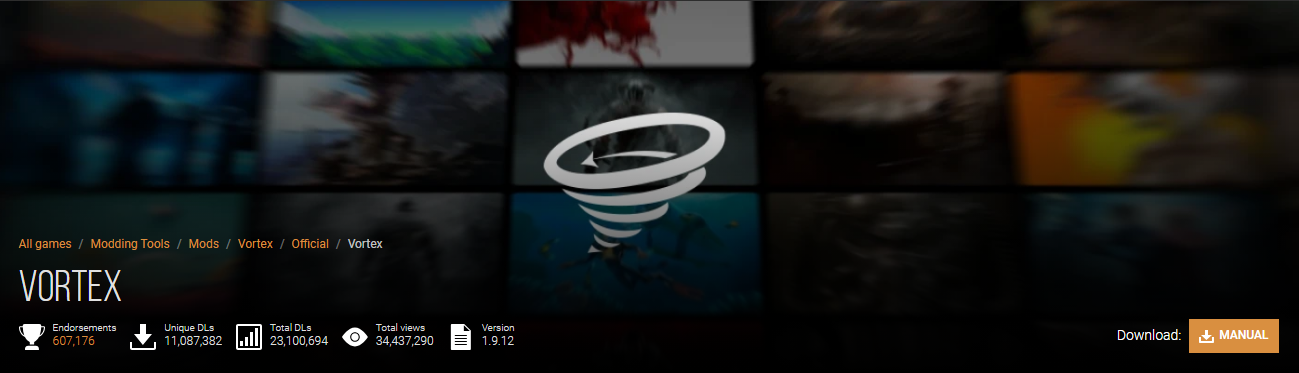 All games / Modding Tools / Mods / Vortex / Official / Vortex
VORTEX
Endorsements
607,176
Unique DLs
11,087,382
Total DLs
23,100,694
Total views
34,437,290
Version
1.9.12
Download:
MANUAL